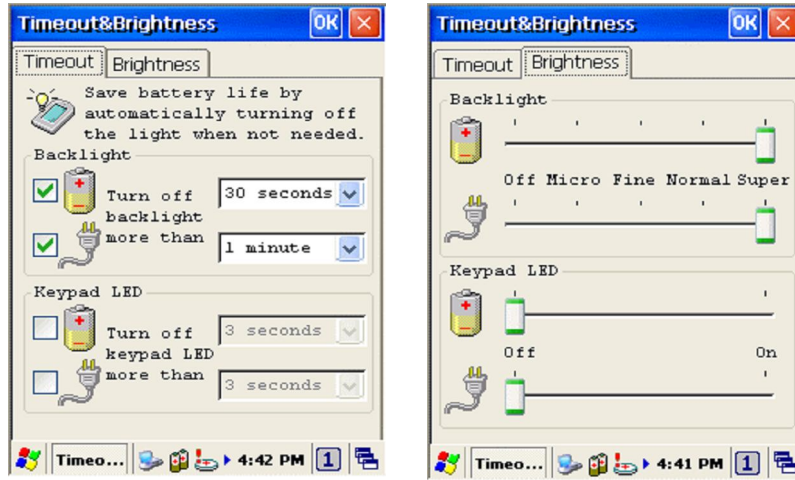 Timeout&Brightness OK
Timeout Brightness
Save battery life by
automatically turning off
the light when not needed.
Backlight
Turn off
backlight
more than
30 seconds
1 minute
Keypad LED
Turn off
keypad LED
more than
3 seconds
3 seconds
Timeo... 4:42 PM 1
Timeout&Brightness OK
Timeout Brightness
Backlight
Off Micro Fine Normal Super
Keypad LED
Off On
Timeo... 4:41 PM 1